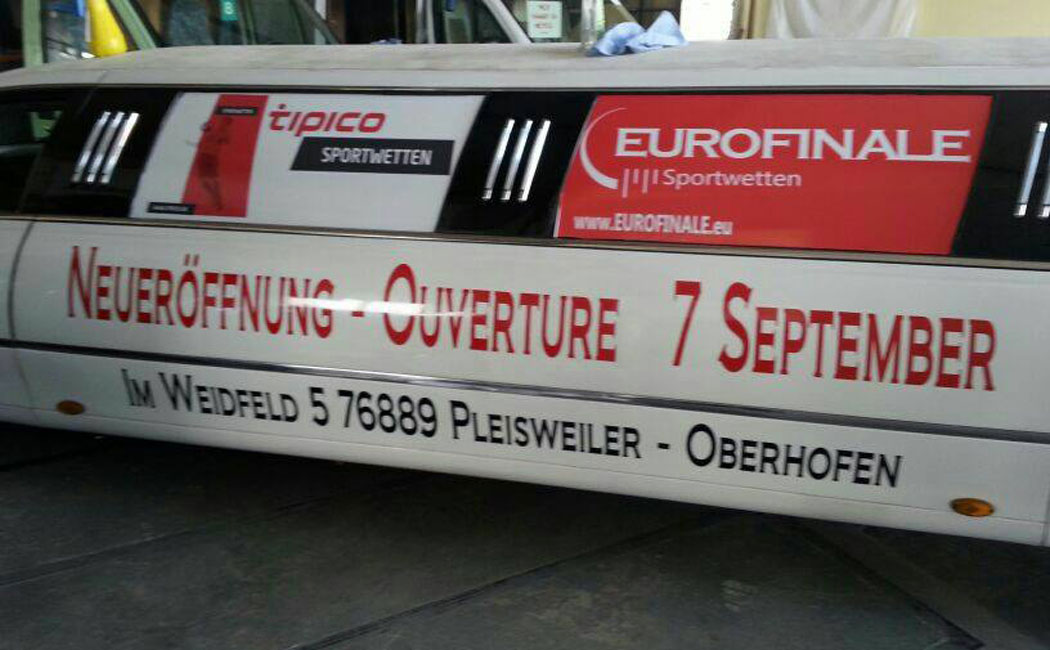 tipico
SPORTWETTEN
EUROFINALE
Sportwetten
www.EUROFINALE.eu
NEUERÖFFNUNG - OUVERTURE 7 SEPTEMBER
IM WEIDFELD 5 76889 PLEISWEILER - OBERHOFEN